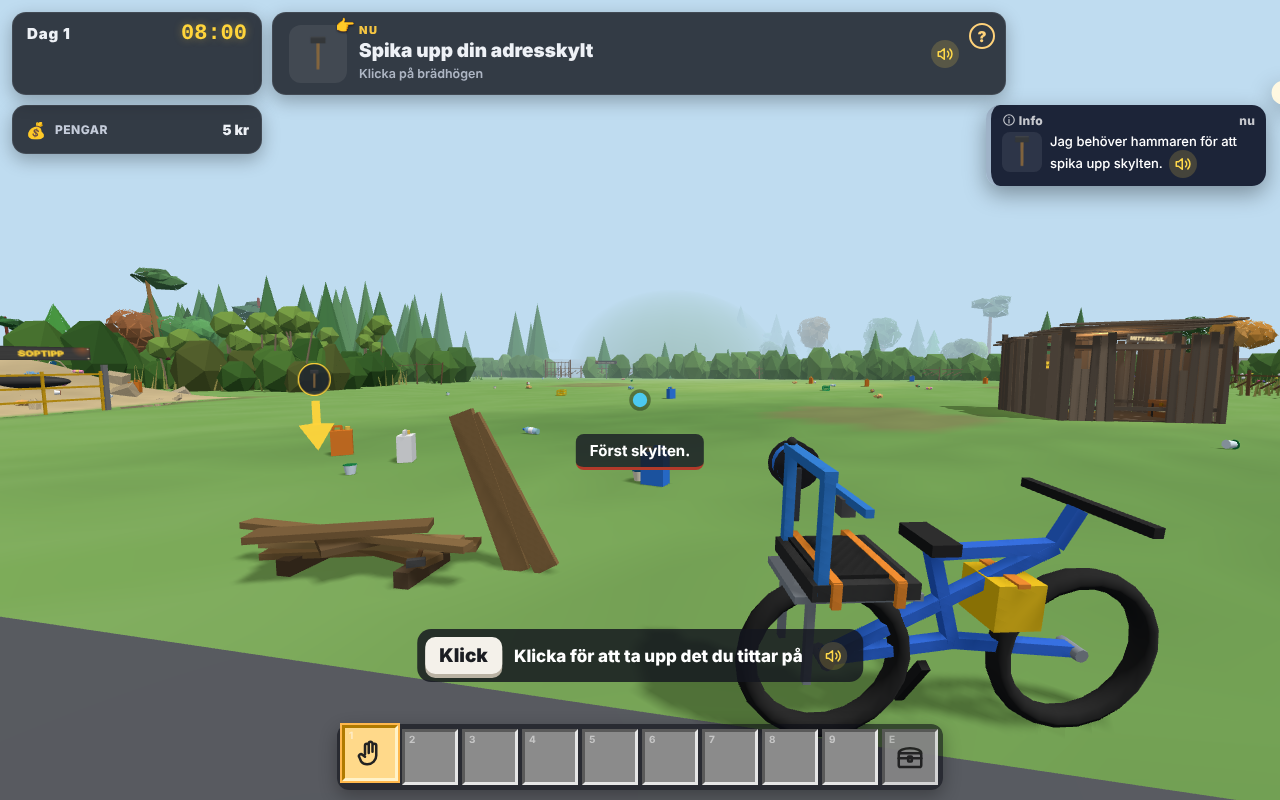 Dag 1
08:00
NU
Spika upp din adresskylt
Klicka på brädhögen
?
PENGAR
5 kr
Info
nu
Jag behöver hammaren för att
spika upp skylten.
SOPTIPP
MITT SKJUL
Först skylten.
Klick
Klicka för att ta upp det du tittar på
1
2
3
4
5
6
7
8
9
E